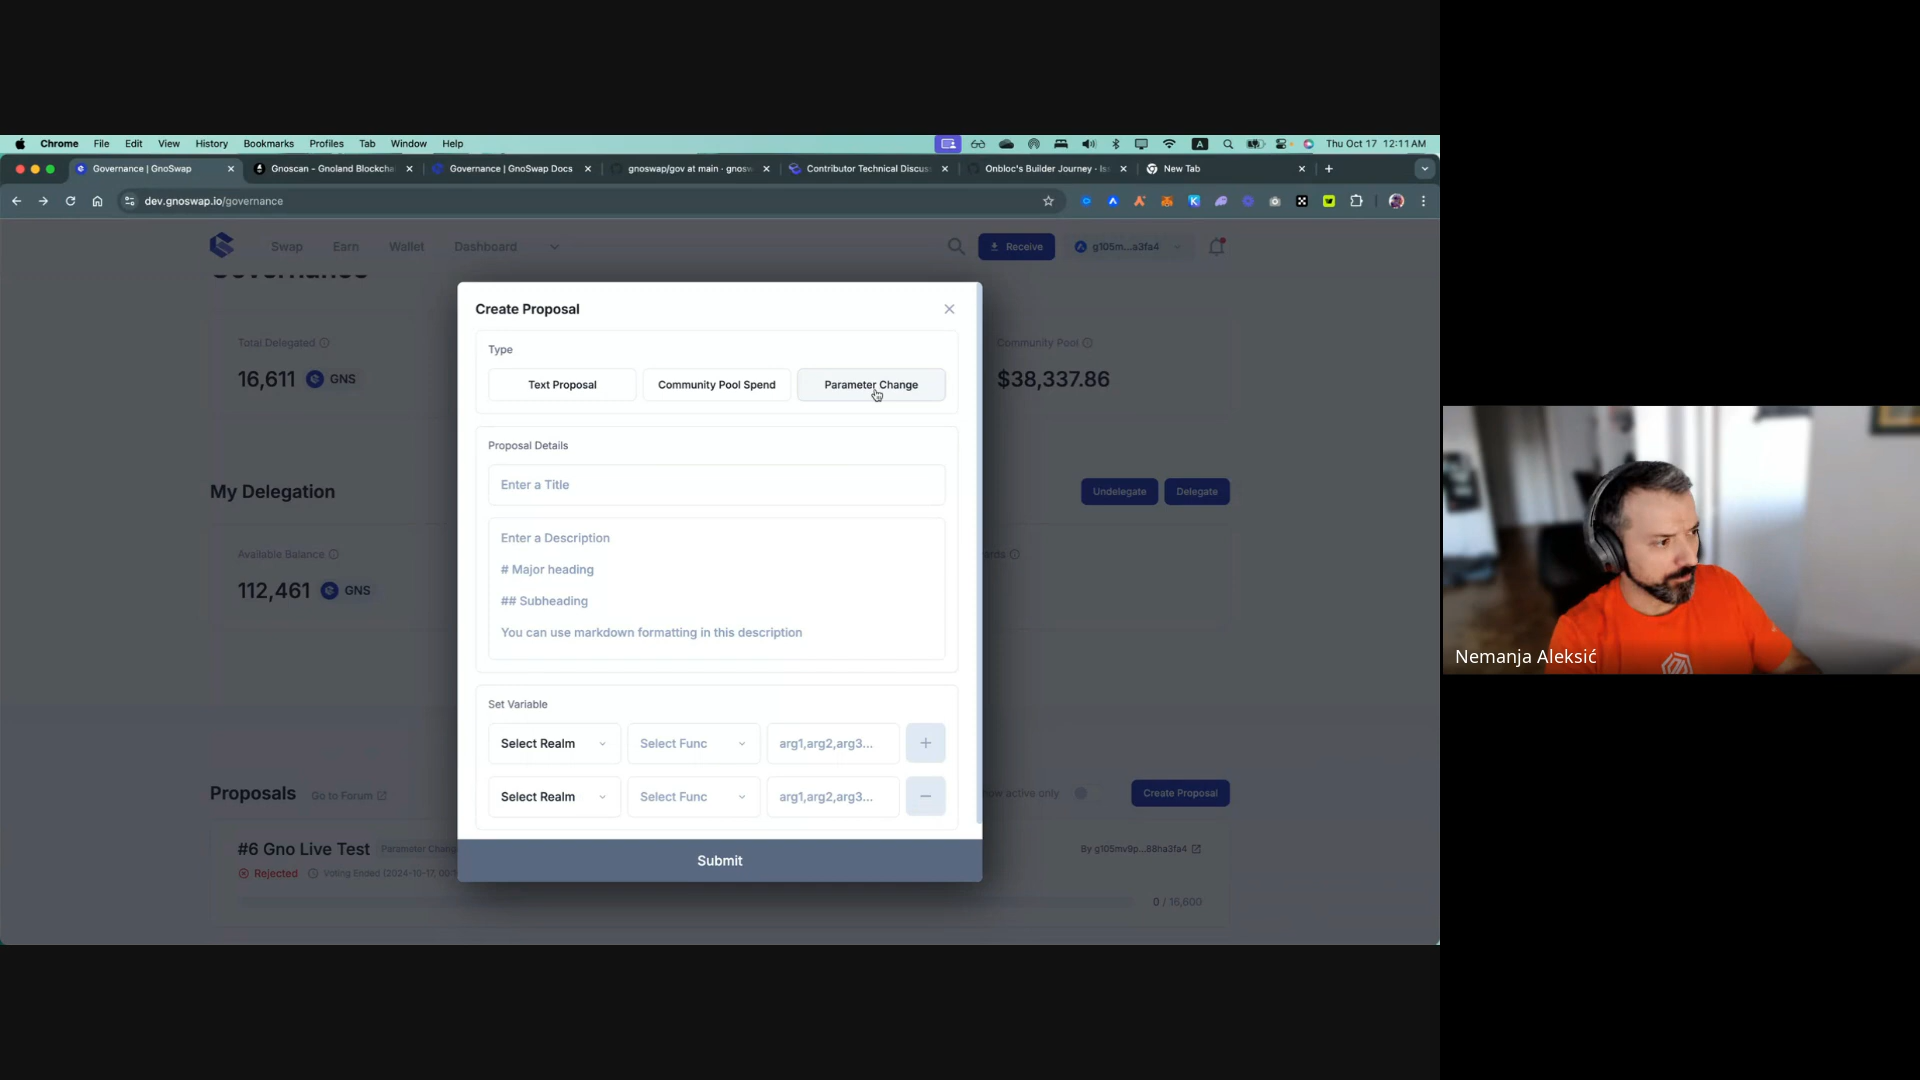 Chrome File Edit View History Bookmarks Profiles Tab Window Help
A
Thu Oct 17 12:11 AM
Governance | GnoSwap
Gnoscan - Gnoland Blockcha
Governance | GnoSwap Docs
gnoswap/gov at main · gnosw
Contributor Technical Discus
Onbloc's Builder Journey · Is
New Tab
dev.gnoswap.io/governance
Swap Earn Wallet Dashboard
Receive
g105m...a3fa4
Governance
Create Proposal
Type
Text Proposal
Community Pool Spend
Parameter Change
Total Delegated
16,611 GNS
Community Pool
$38,337.86
Proposal Details
Enter a Title
My Delegation
Undelegate
Delegate
Enter a Description
# Major heading
## Subheading
You can use markdown formatting in this description
Available Balance
112,461 GNS
Set Variable
Select Realm
Select Func
arg1,arg2,arg3...
+
Select Realm
Select Func
arg1,arg2,arg3...
−
Proposals
Go to Forum
active only
Create Proposal
#6 Gno Live Test
Parameter Chang
Rejected
Voting Ended (2024-10-17, 00:
By g105mv9p...88ha3fa4
0 / 16,600
Submit
Nemanja Aleksić